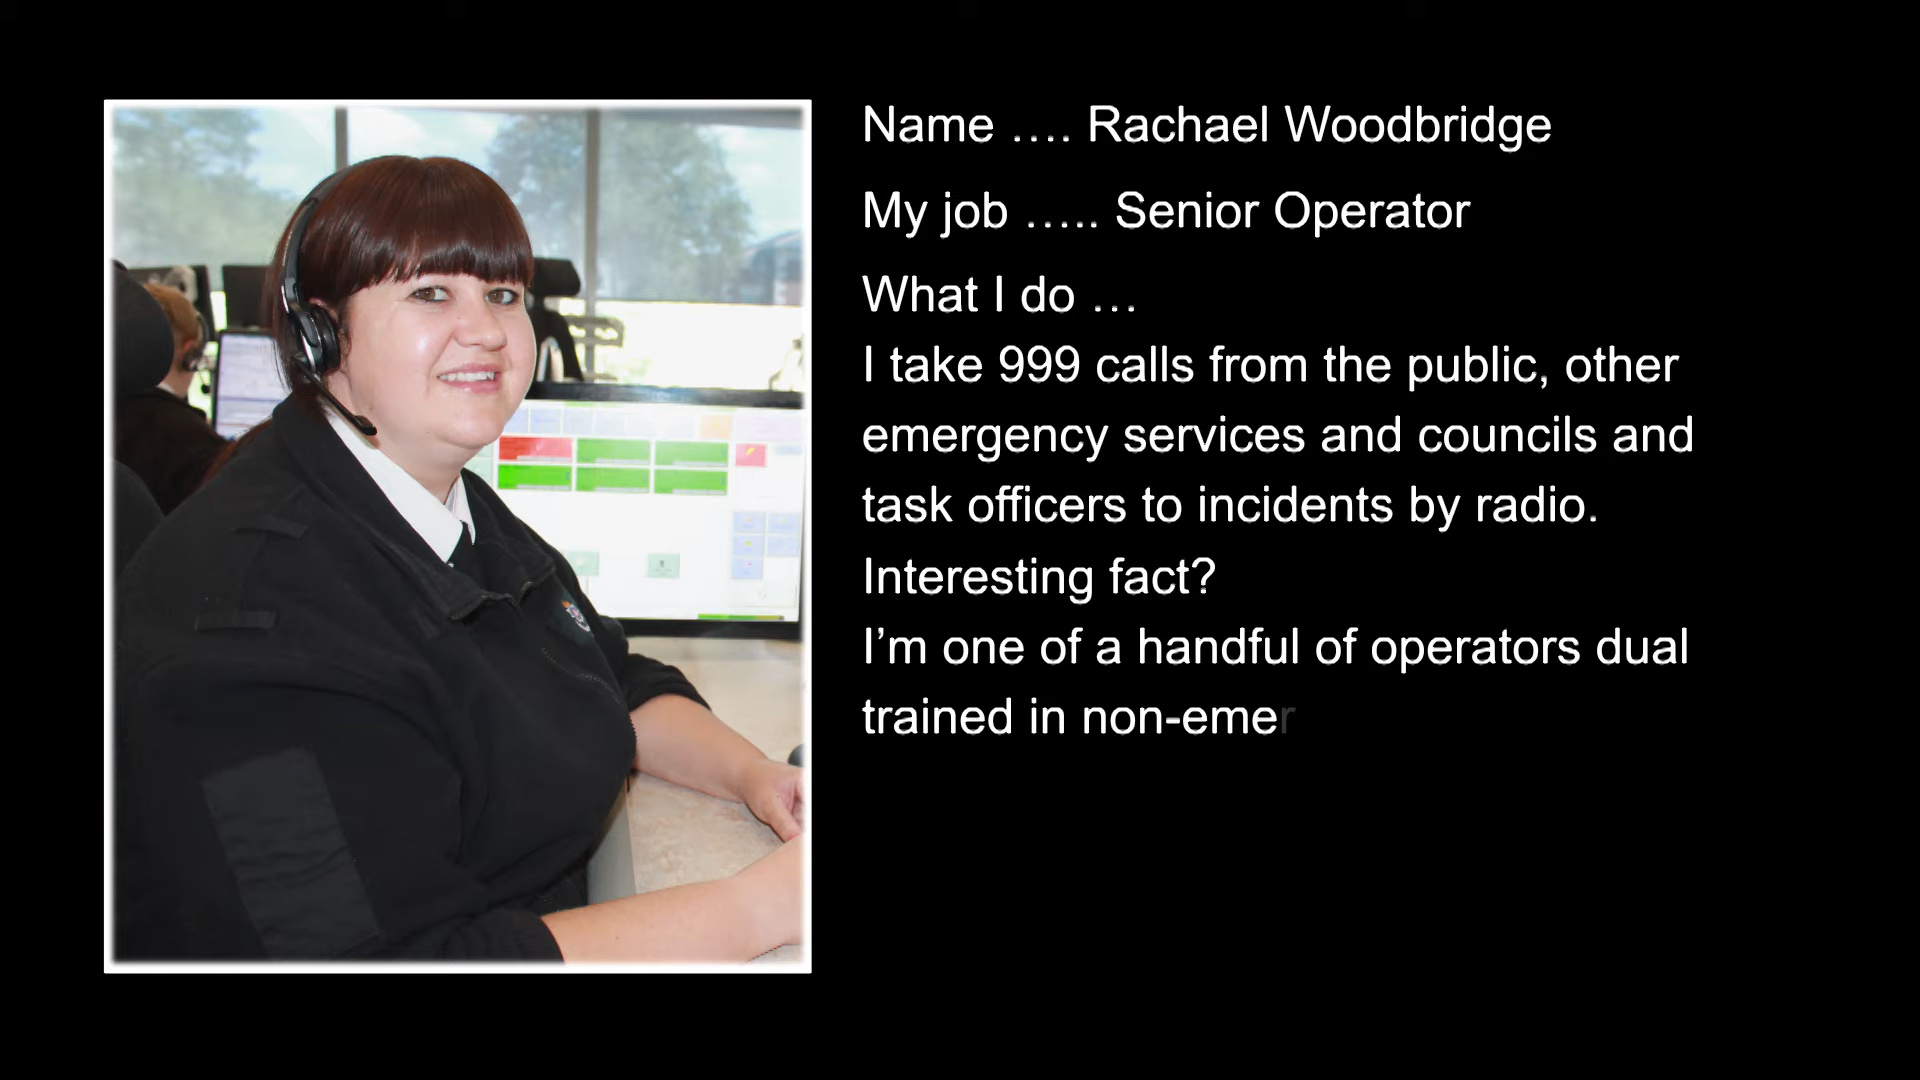 Name …. Rachael Woodbridge
My job ….. Senior Operator
What I do …
I take 999 calls from the public, other
emergency services and councils and
task officers to incidents by radio.
Interesting fact?
I’m one of a handful of operators dual
trained in non-emer